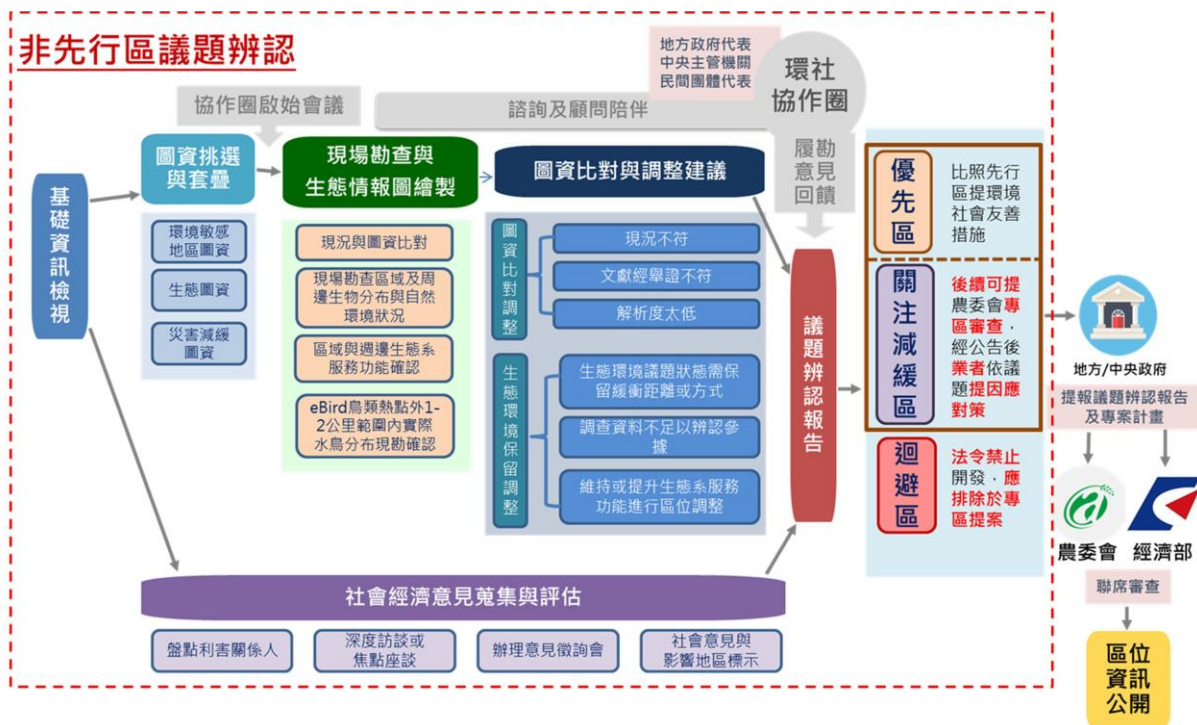 非先行區議題辨認
地方政府代表
中央主管機關
民間團體代表
環社
協作圈
協作圈啟始會議
諮詢及顧問陪伴
履勘
意見
回饋
基礎資訊檢視
圖資挑選
與套疊
環境敏感
地區圖資
生態圖資
災害減緩
圖資
現場勘查與
生態情報圖繪製
現況與圖資比對
現場勘查區域及周
邊生物分布與自然
環境狀況
區域與週邊生態系
服務功能確認
eBird鳥類熱點外1-
2公里範圍內實際
水鳥分布現勘確認
圖資比對與調整建議
圖資比對調整
現況不符
文獻經舉證不符
解析度太低
生態環境保留調整
生態環境議題狀態需保
留緩衝距離或方式
調查資料不足以辨認參
據
維持或提升生態系服務
功能進行區位調整
社會經濟意見蒐集與評估
盤點利害關係人
深度訪談或
焦點座談
辦理意見徵詢會
社會意見與
影響地區標示
議題辨認報告
優先區
比照先行
區提環境
社會友善
措施
關注減緩區
後續可提
農委會專
區審查，
經公告後
業者依議
題提因應
對策
迴避區
法令禁止
開發，應
排除於專
區提案
地方/中央政府
提報議題辨認報告
及專案計畫
農委會
經濟部
聯席審查
區位
資訊
公開